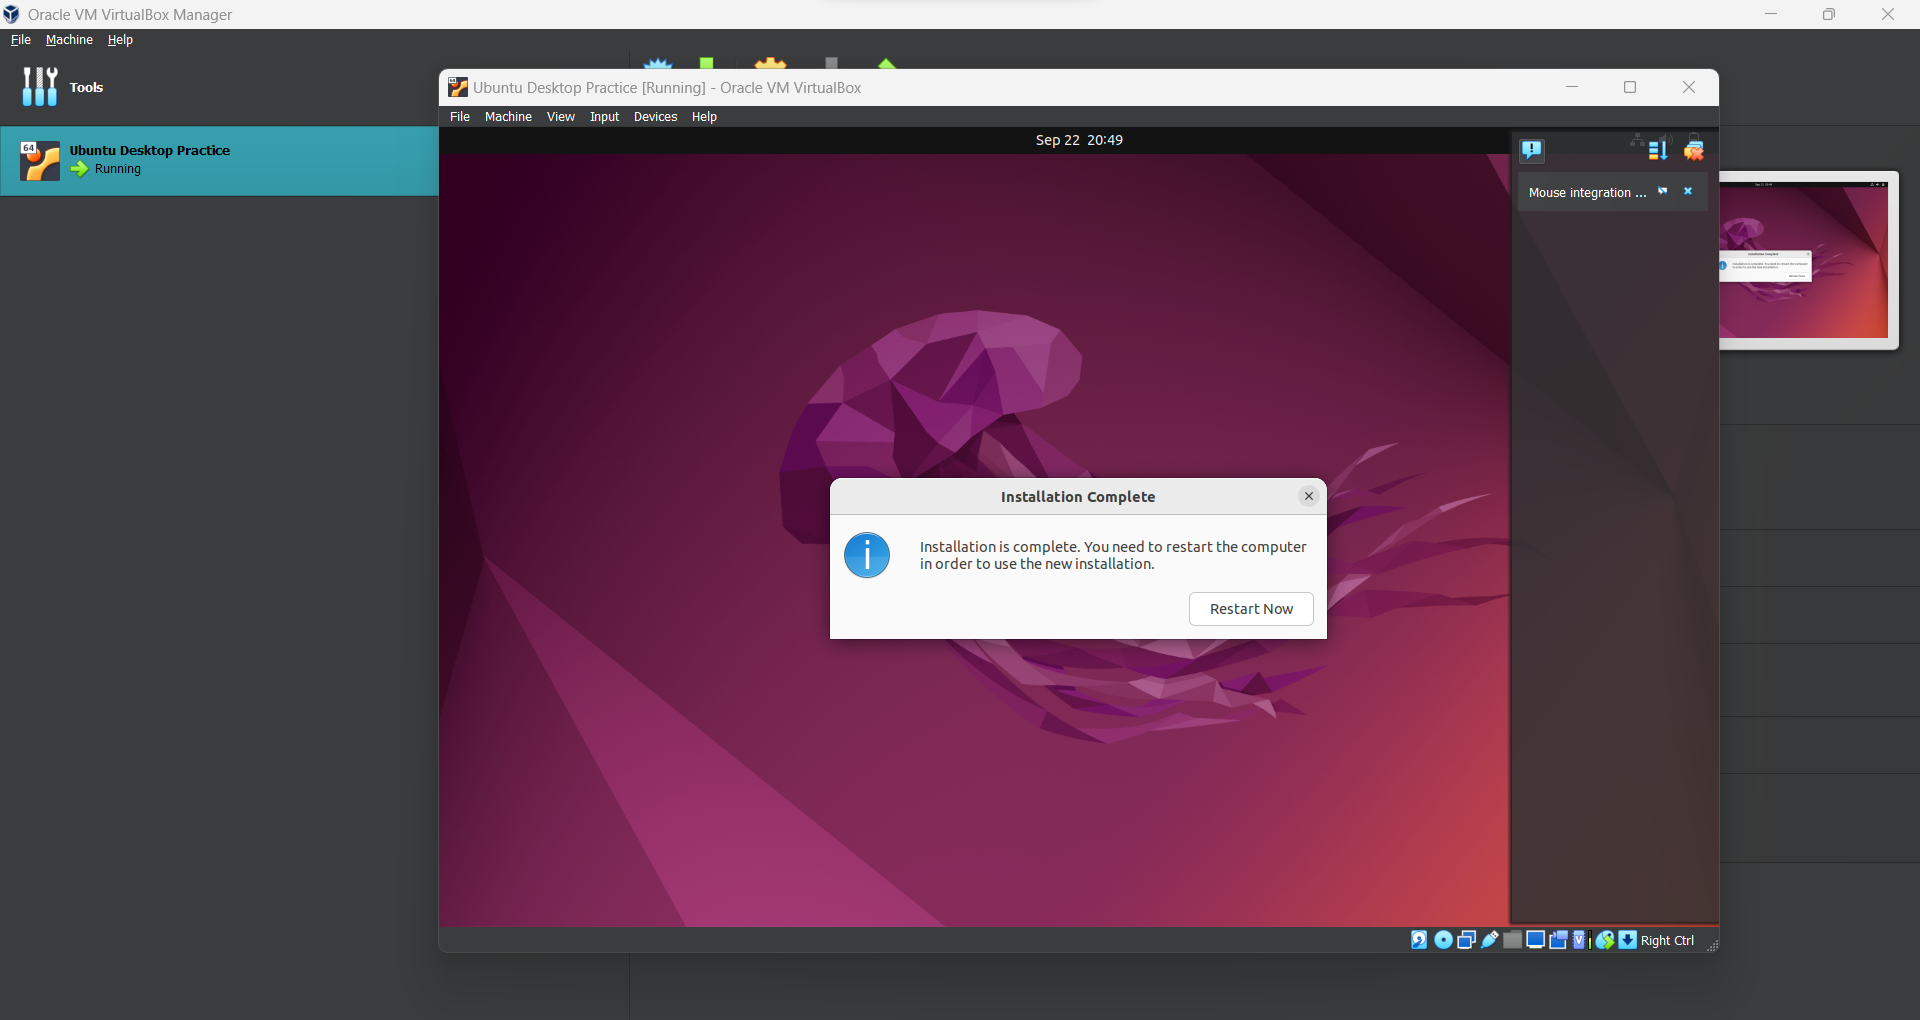 Oracle VM VirtualBox Manager
File Machine Help
Tools
Ubuntu Desktop Practice [Running] - Oracle VM VirtualBox
File Machine View Input Devices Help
64
Ubuntu Desktop Practice
Running
Sep 22 20:49
Mouse integration ...
Installation Complete
Installation is complete. You need to restart the computer
in order to use the new installation.
Restart Now
Right Ctrl